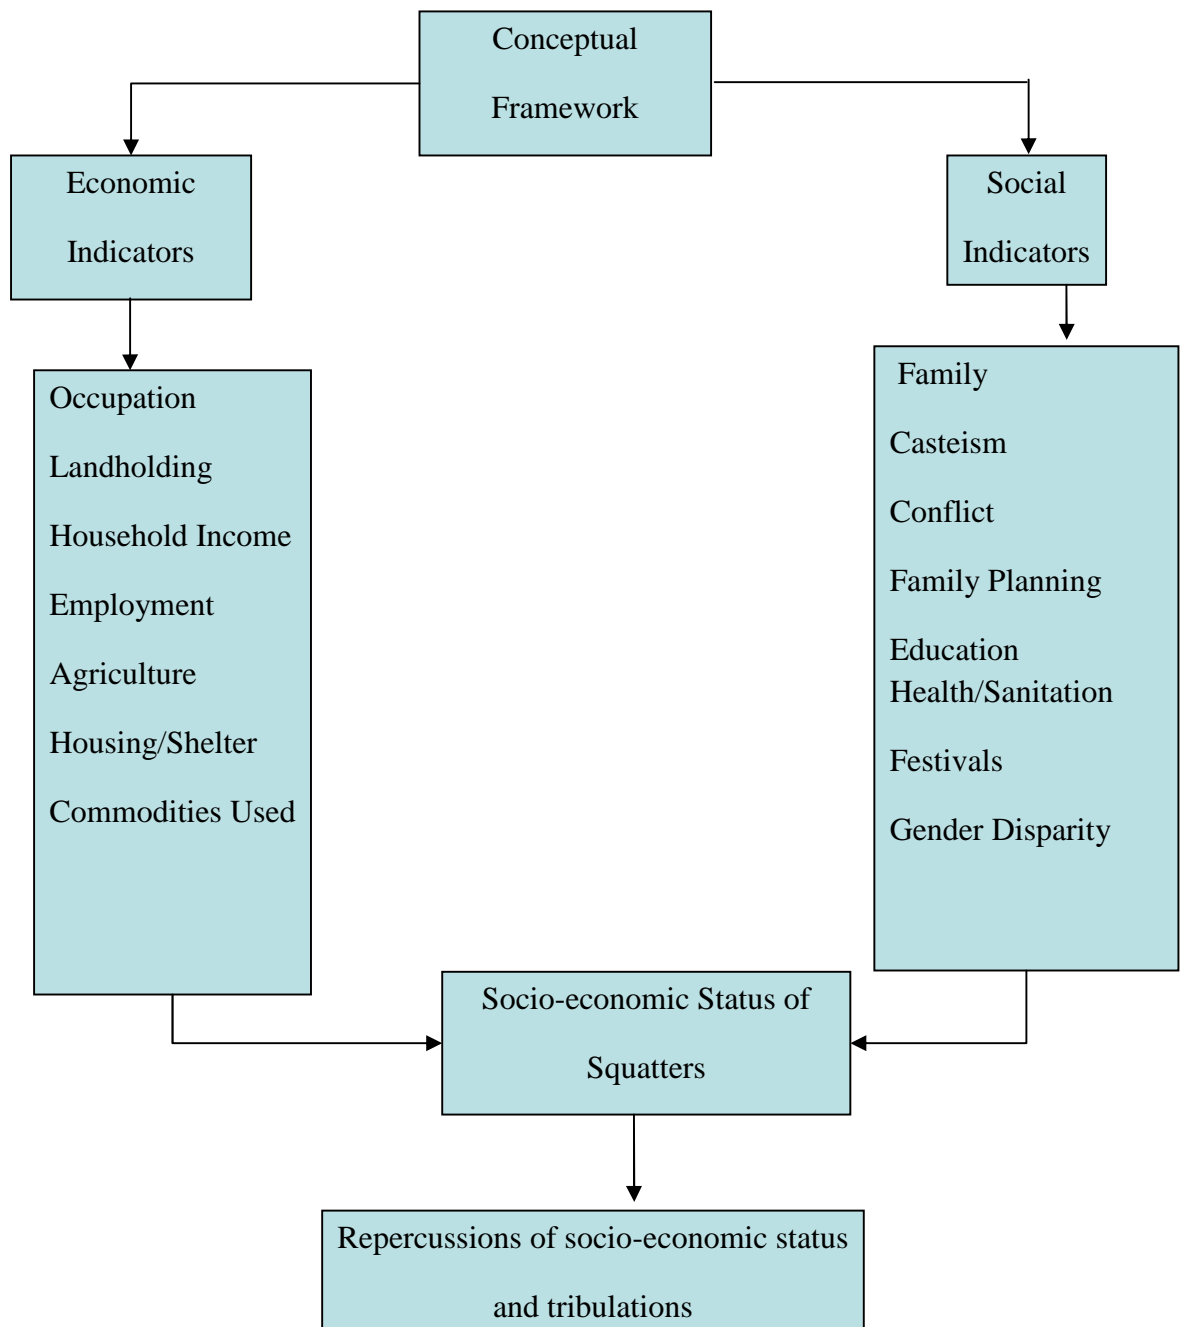 Conceptual
Framework
Economic
Indicators
Social
Indicators
Occupation
Landholding
Household Income
Employment
Agriculture
Housing/Shelter
Commodities Used
Family
Casteism
Conflict
Family Planning
Education
Health/Sanitation
Festivals
Gender Disparity
Socio-economic Status of
Squatters
Repercussions of socio-economic status
and tribulations